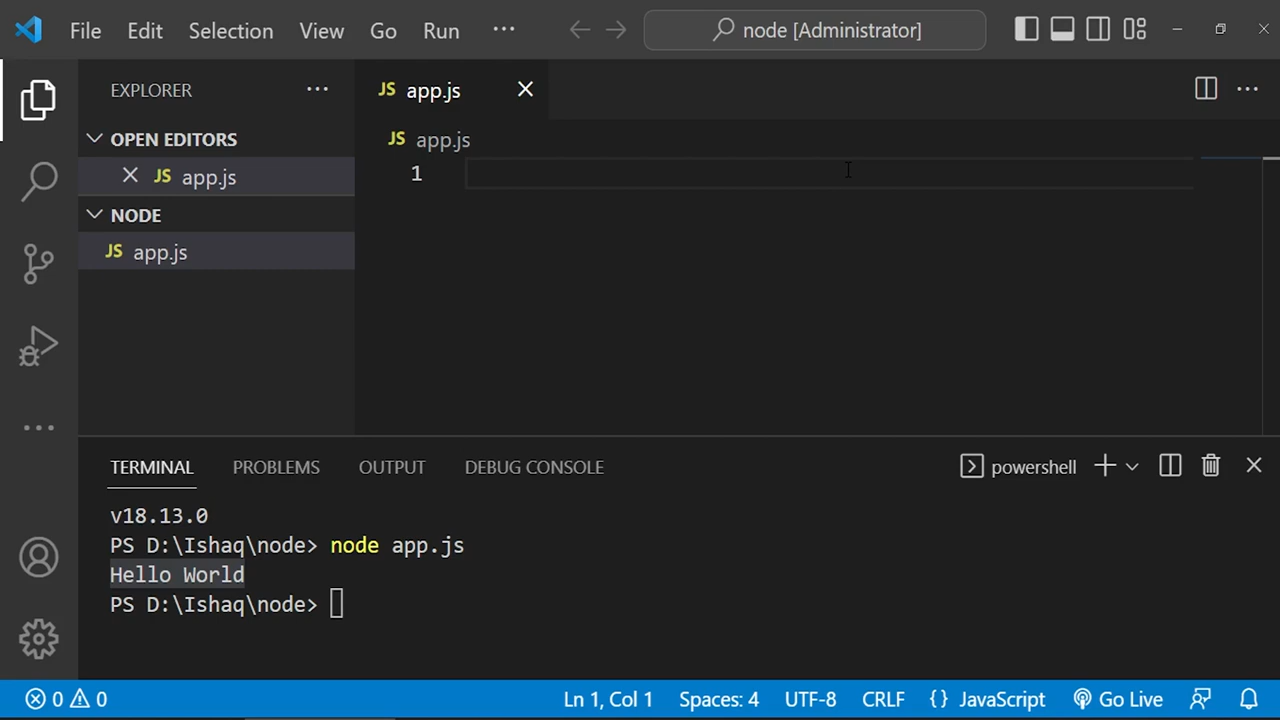 File Edit Selection View Go Run ··· node [Administrator]
EXPLORER ···
OPEN EDITORS
JS app.js
NODE
JS app.js
JS app.js
JS app.js
1
TERMINAL PROBLEMS OUTPUT DEBUG CONSOLE powershell
v18.13.0
PS D:\Ishaq\node> node app.js
Hello World
PS D:\Ishaq\node>
0 0 Ln 1, Col 1 Spaces: 4 UTF-8 CRLF {} JavaScript Go Live